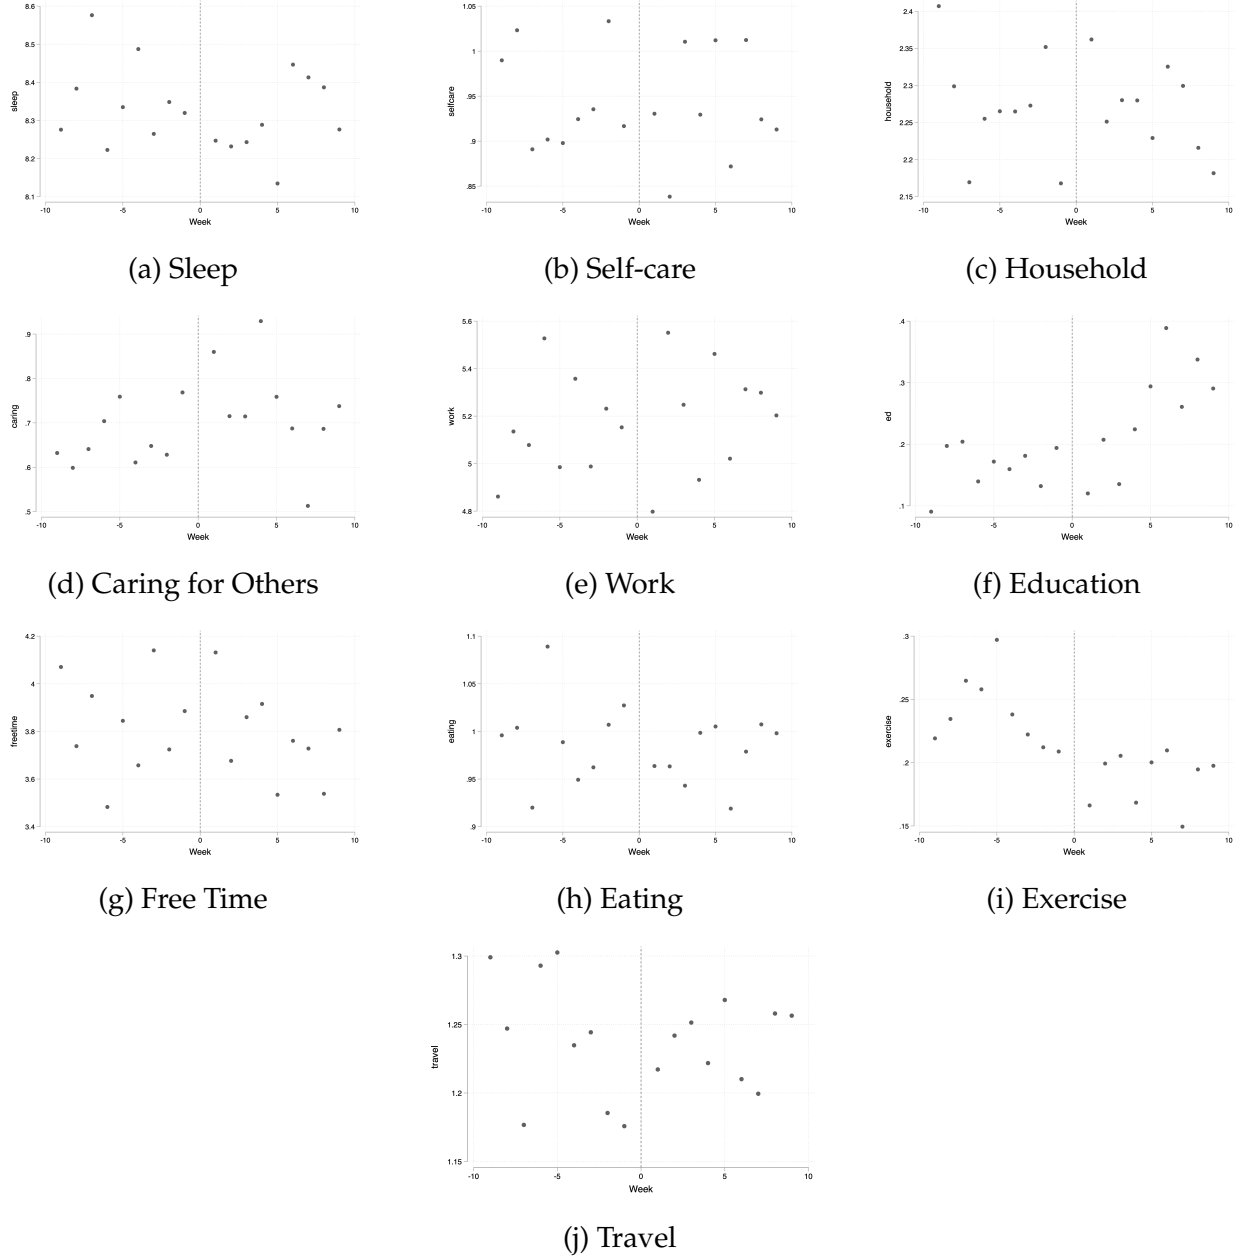 8.6
8.5
8.4
8.3
8.2
8.1
sleep
-10 -5 0 5 10
Week
(a) Sleep
1.05
1
.95
.9
.85
selfcare
-10 -5 0 5 10
Week
(b) Self-care
2.4
2.35
2.3
2.25
2.2
2.15
household
-10 -5 0 5 10
Week
(c) Household
.9
.8
.7
.6
.5
caring
-10 -5 0 5 10
Week
(d) Caring for Others
5.6
5.4
5.2
5
4.8
work
-10 -5 0 5 10
Week
(e) Work
.4
.3
.2
.1
ed
-10 -5 0 5 10
Week
(f) Education
4.2
4
3.8
3.6
3.4
freetime
-10 -5 0 5 10
Week
(g) Free Time
1.1
1.05
1
.95
.9
eating
-10 -5 0 5 10
Week
(h) Eating
.3
.25
.2
.15
exercise
-10 -5 0 5 10
Week
(i) Exercise
1.3
1.25
1.2
1.15
travel
-10 -5 0 5 10
Week
(j) Travel